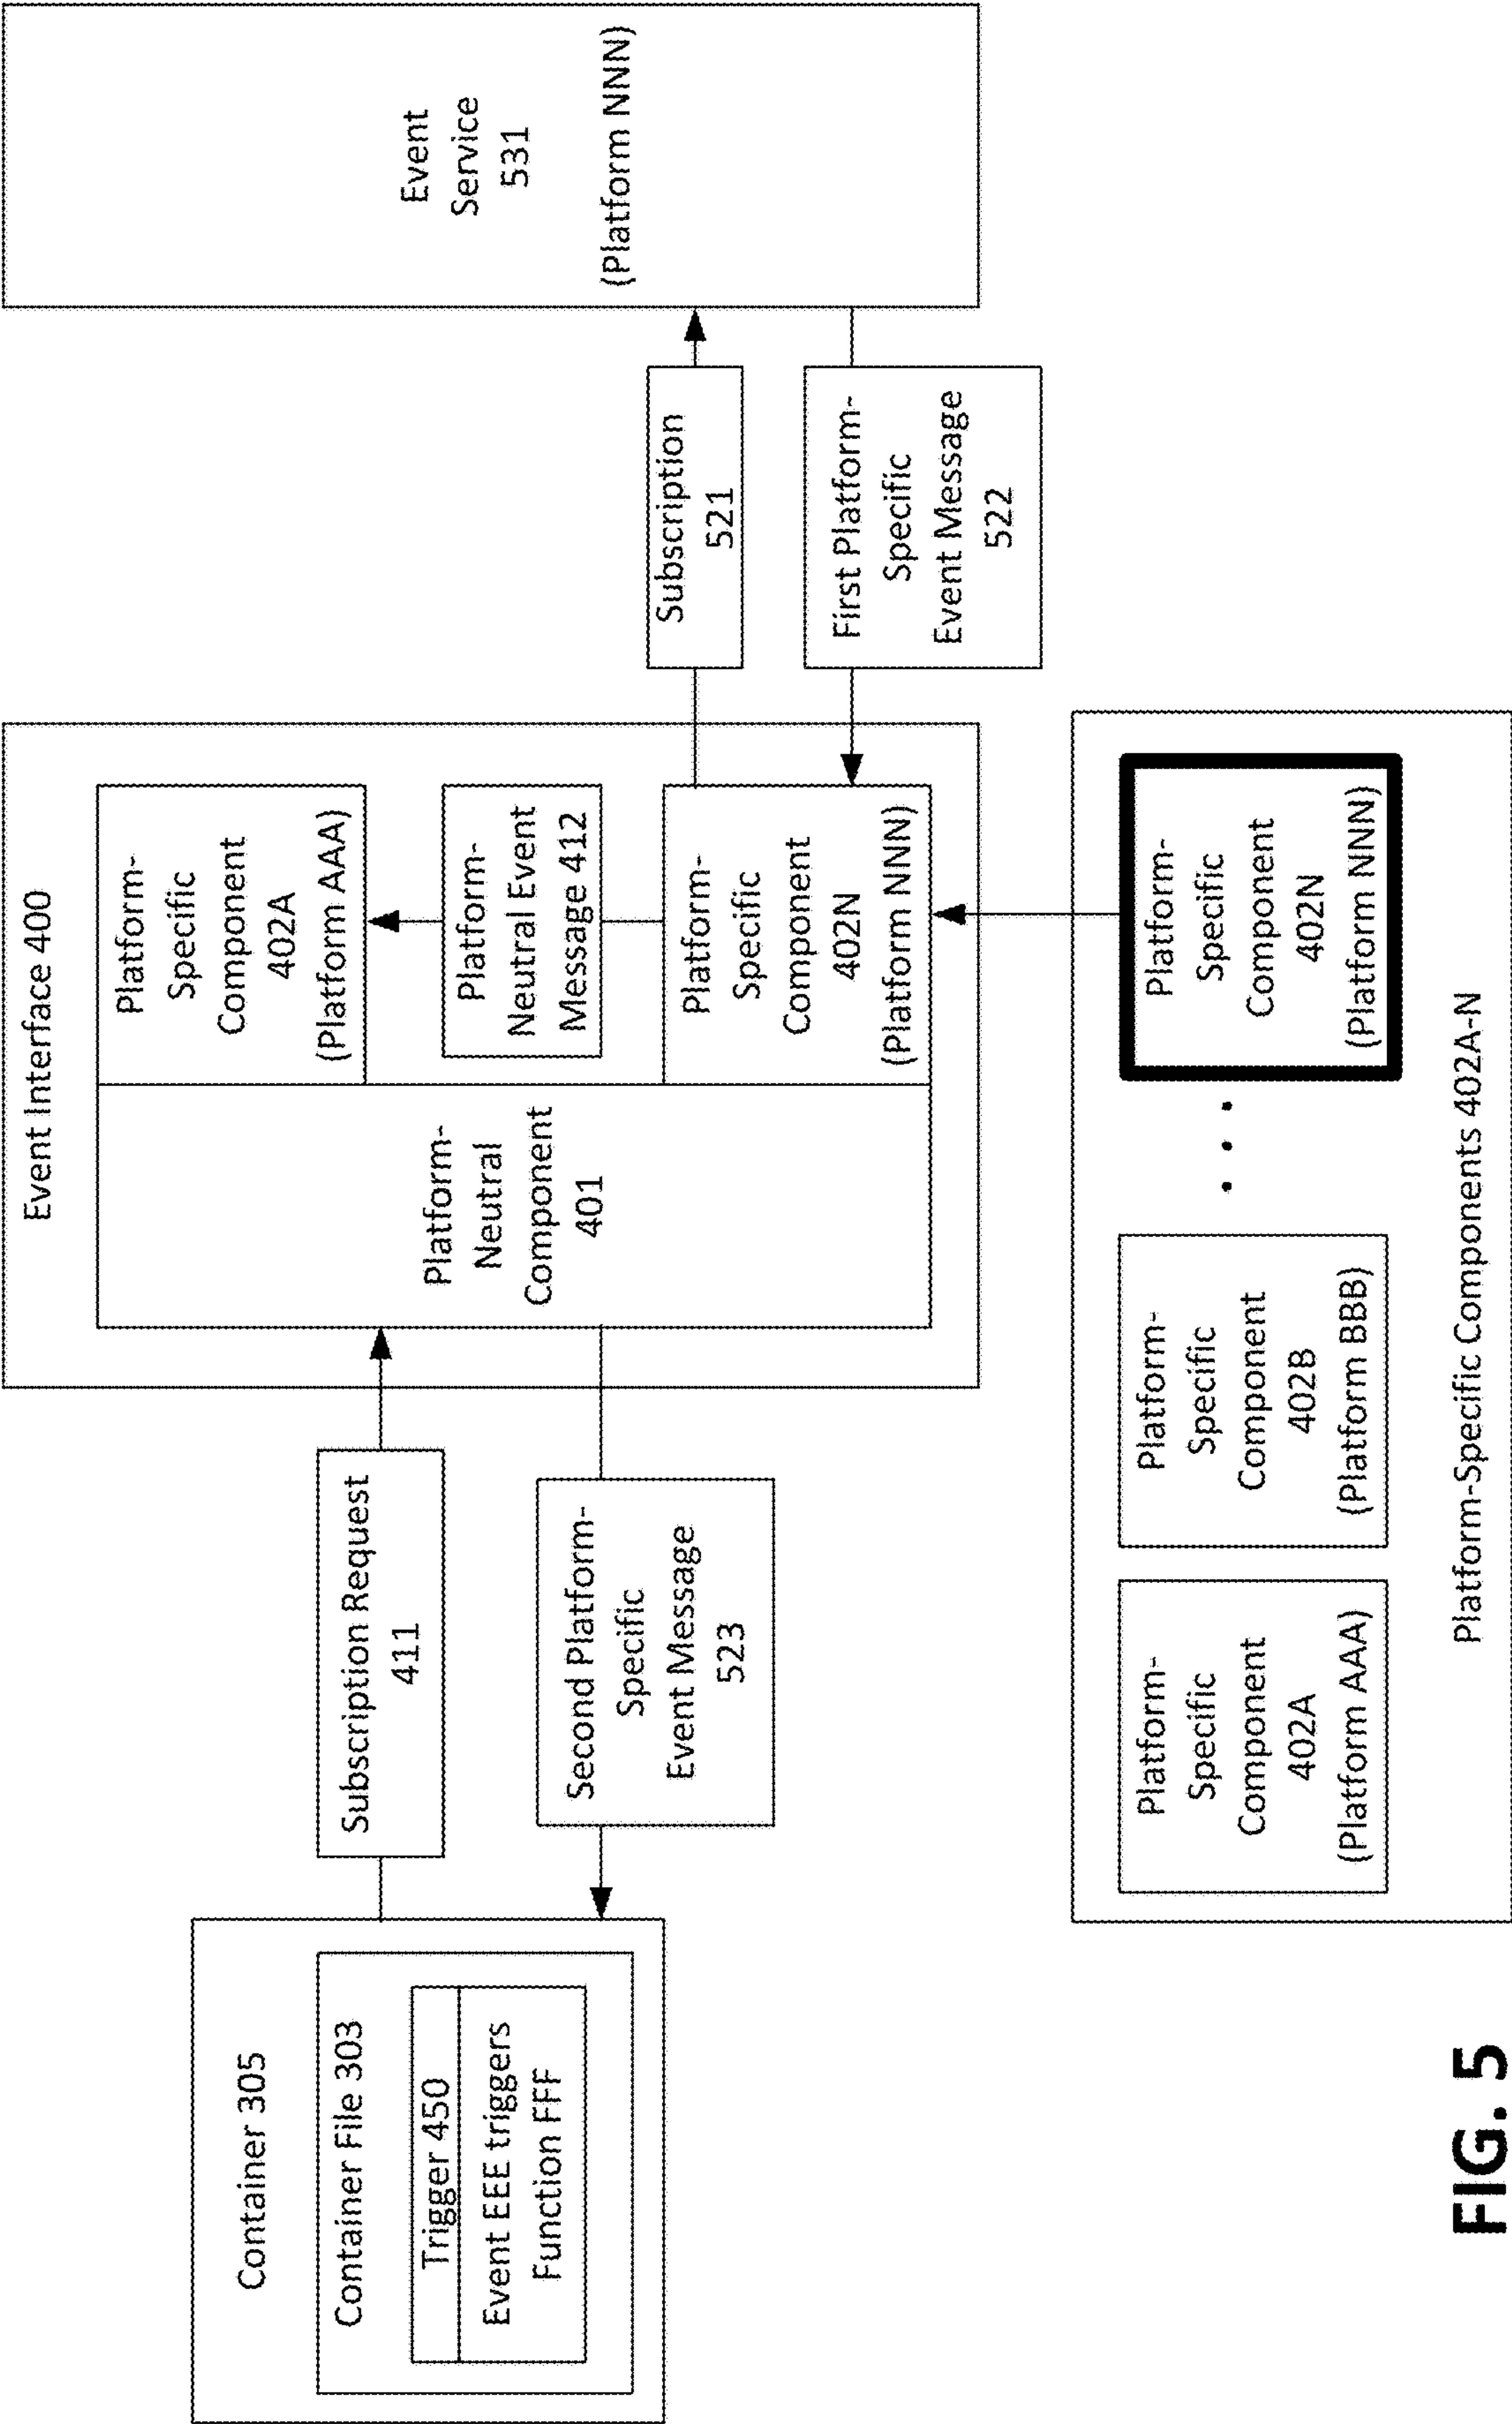 Container 305
Container File 303
Trigger 450
Event EEE triggers
Function FFF
Subscription Request
411
Second Platform-
Specific
Event Message
523
Event Interface 400
Platform-
Neutral
Component
401
Platform-
Specific
Component
402A
(Platform AAA)
Platform-
Neutral Event
Message 412
Platform-
Specific
Component
402N
(Platform NNN)
Subscription
521
First Platform-
Specific
Event Message
522
Event
Service
531
(Platform NNN)
Platform-
Specific
Component
402A
(Platform AAA)
Platform-
Specific
Component
402B
(Platform BBB)
. . .
Platform-
Specific
Component
402N
(Platform NNN)
Platform-Specific Components 402A-N
FIG. 5